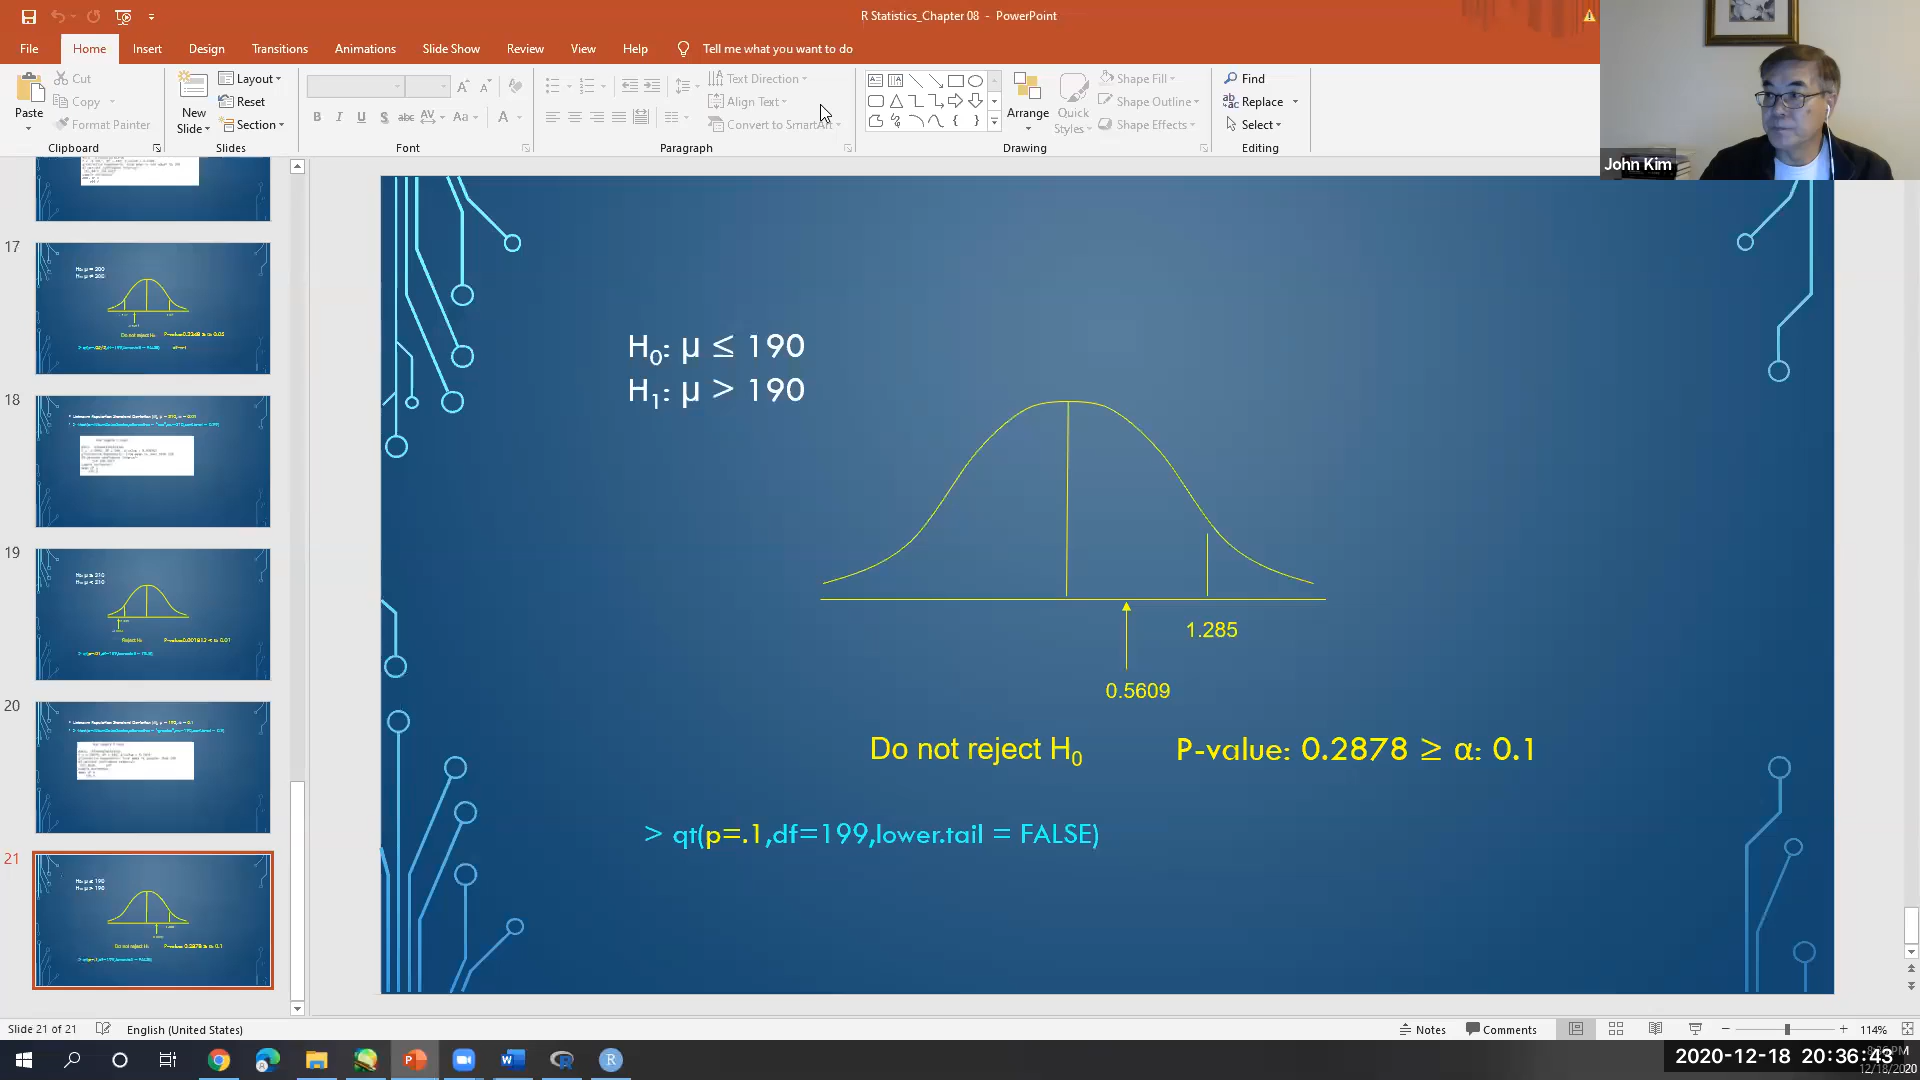 R Statistics_Chapter 08 - PowerPoint
File
Home
Insert
Design
Transitions
Animations
Slide Show
Review
View
Help
Tell me what you want to do
Paste
Cut
Copy
Format Painter
Clipboard
New
Slide
Layout
Reset
Section
Slides
Font
Text Direction
Align Text
Convert to SmartArt
Paragraph
Arrange
Quick
Styles
Shape Fill
Shape Outline
Shape Effects
Drawing
Find
Replace
Select
Editing
John Kim
17
18
19
20
21
H0: μ ≤ 190
H1: μ > 190
1.285
0.5609
Do not reject H0
P-value: 0.2878 ≥ α: 0.1
> qt(p=.1,df=199,lower.tail = FALSE)
Slide 21 of 21
English (United States)
Notes
Comments
114%
2020-12-18 20:36:43